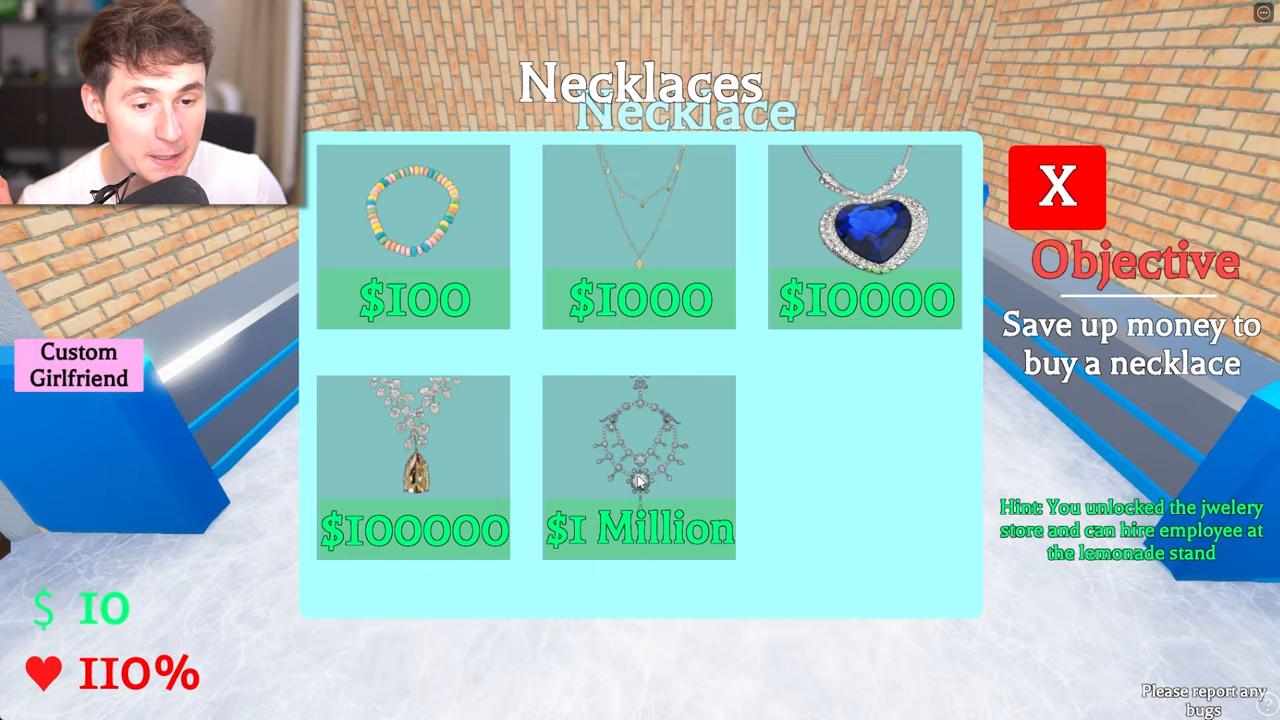 Necklaces
Necklace
$100
$1000
$10000
X
Objective
Save up money to
buy a necklace
Custom
Girlfriend
$100000
$1 Million
Hint: You unlocked the jwelery
store and can hire employee at
the lemonade stand
$ 10
110%
Please report any
bugs
?